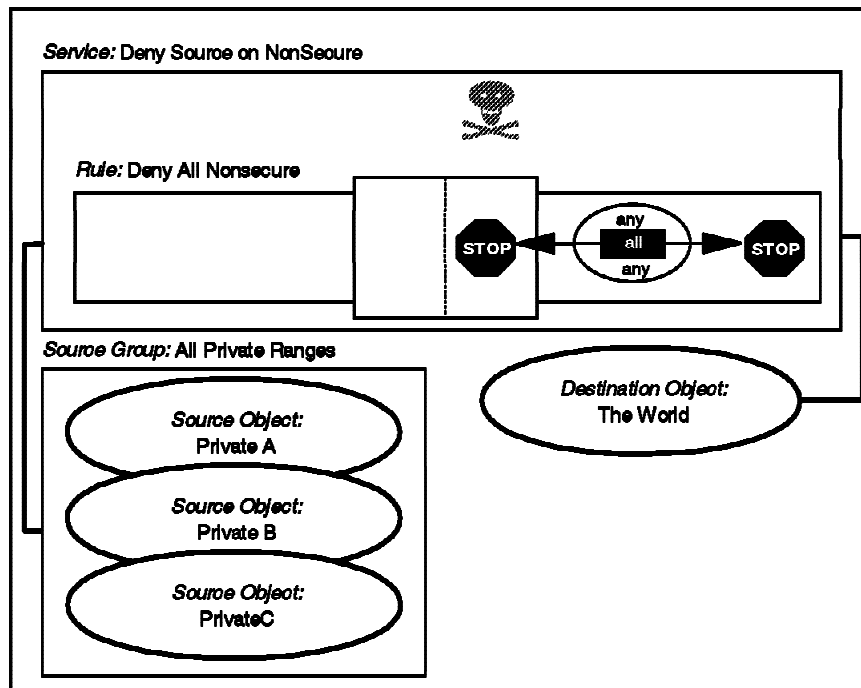 Service: Deny Source on NonSecure
Rule: Deny All Nonsecure
STOP
any
all
any
STOP
Source Group: All Private Ranges
Source Object:
Private A
Source Object:
Private B
Source Object:
PrivateC
Destination Object:
The World